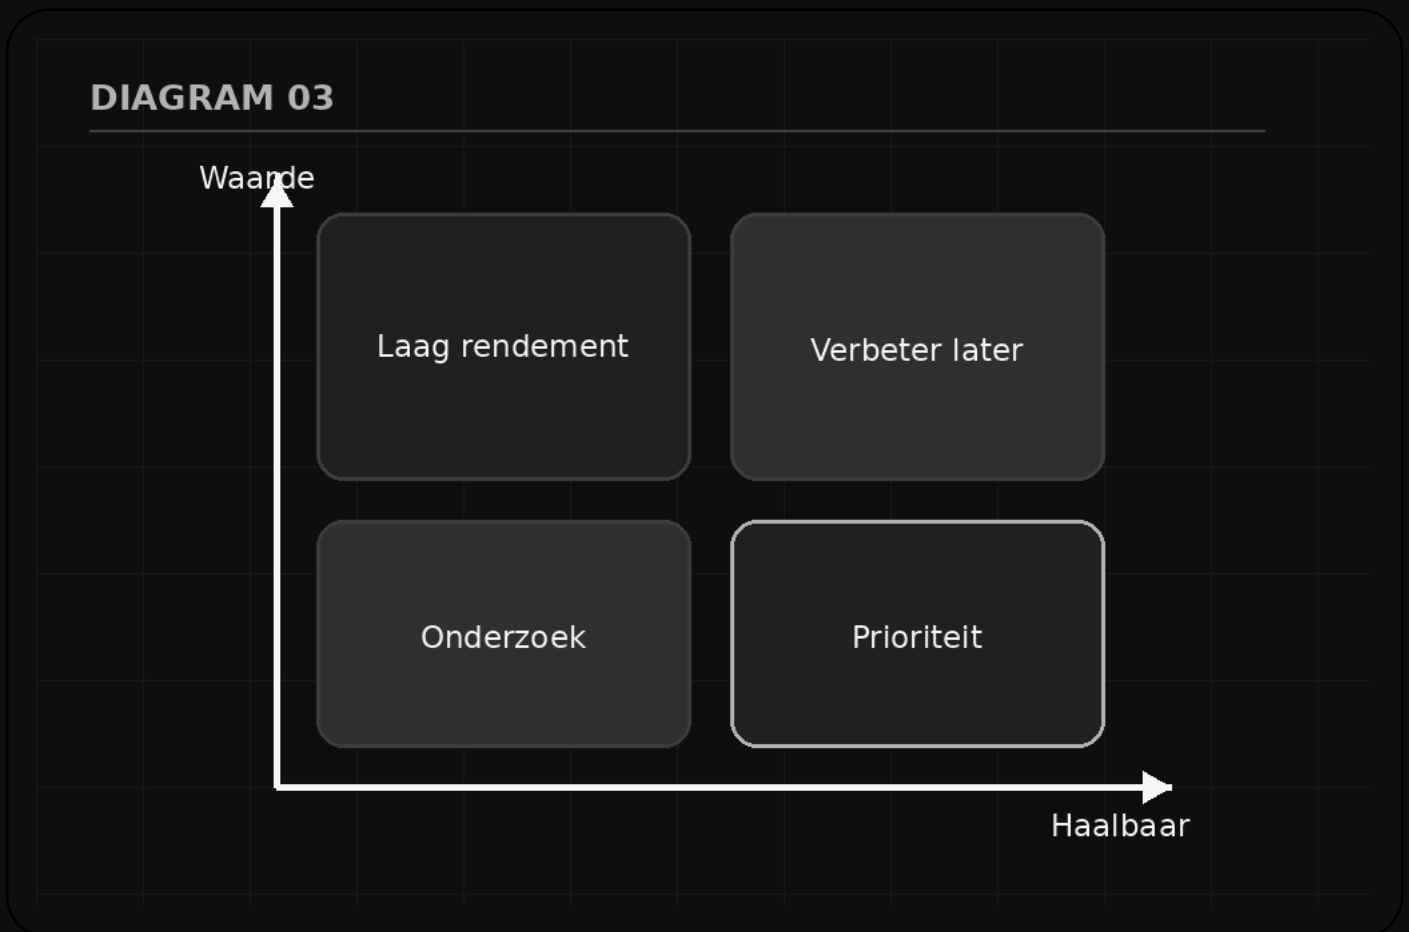 DIAGRAM 03
Waarde
Laag rendement
Verbeter later
Onderzoek
Prioriteit
Haalbaar